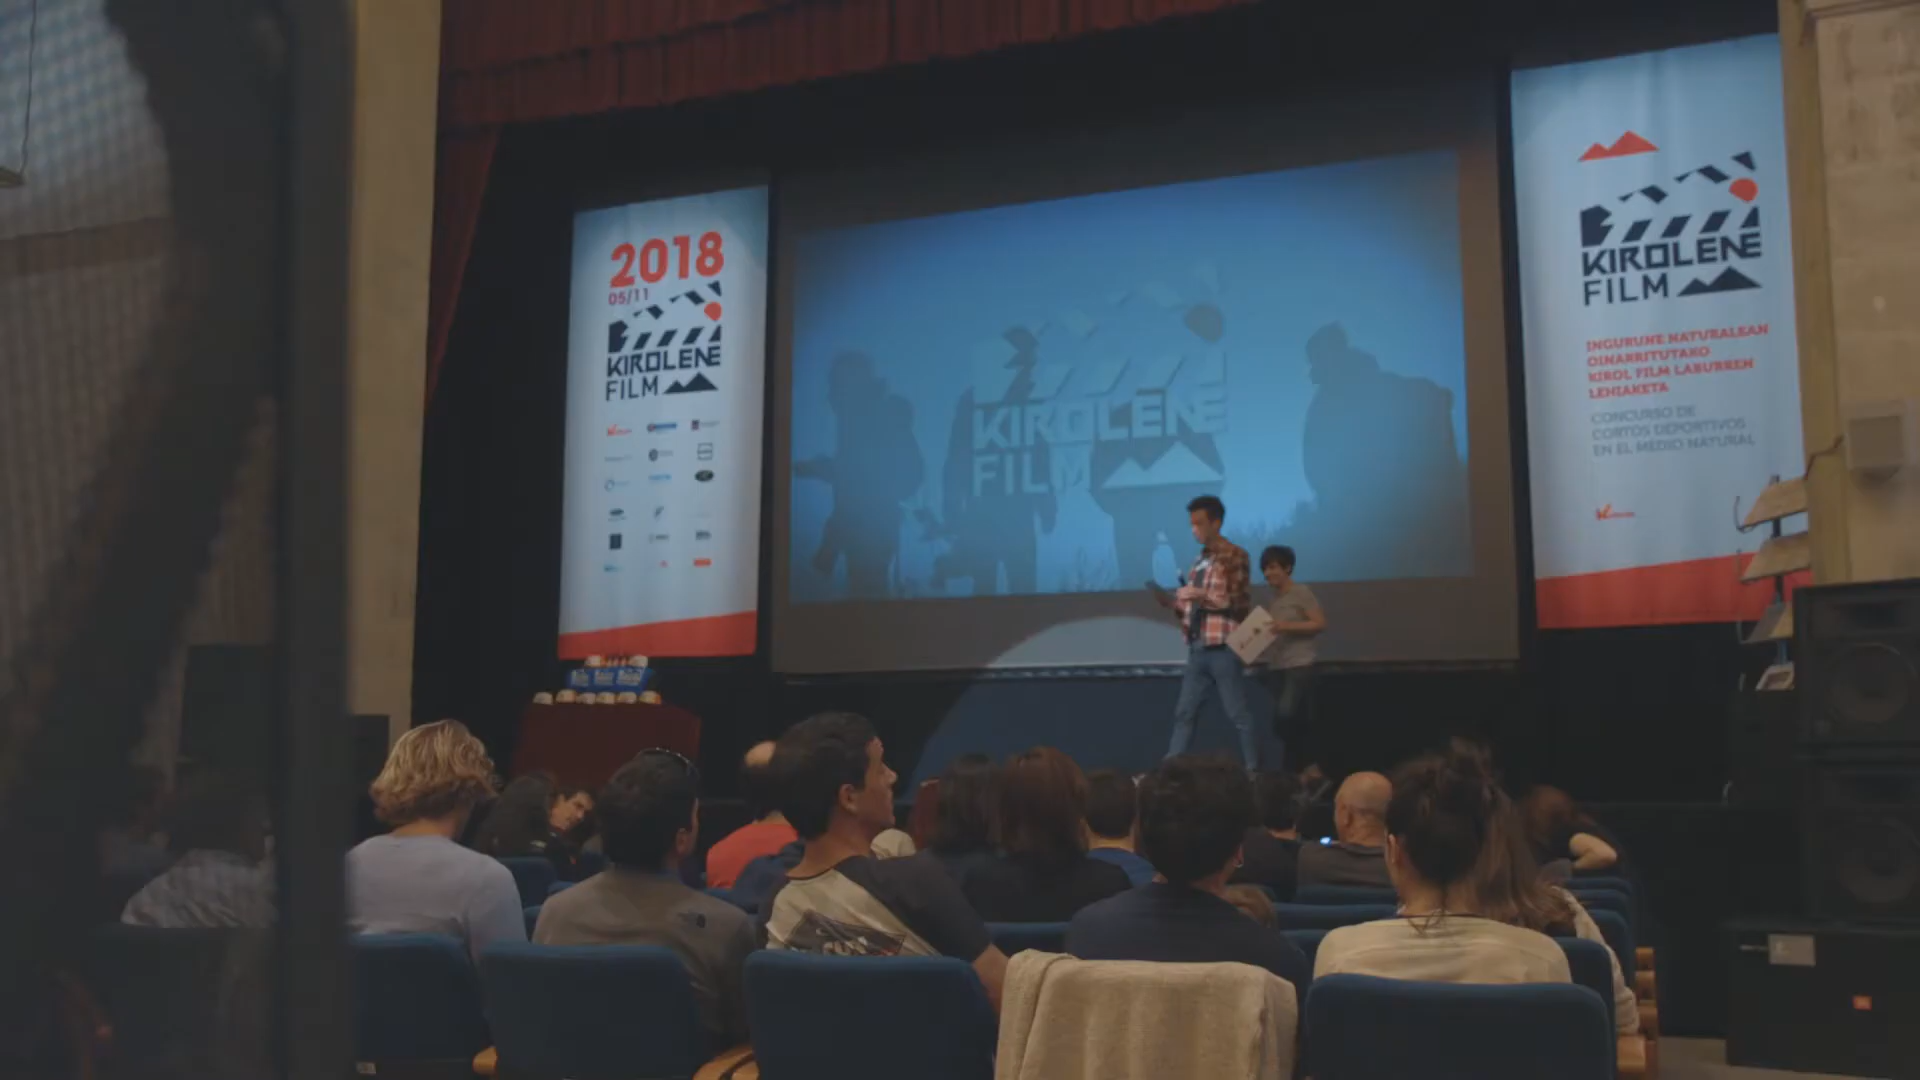 2018
05/11
KIROLENE
FILM
KIROLENE
FILM
KIROLENE
FILM
INGURUNE NATURALEAN
OINARRITUTAKO
KIROL FILM LABURREN
LEHIAKETA
CONCURSO DE
CORTOS DEPORTIVOS
EN EL MEDIO NATURAL